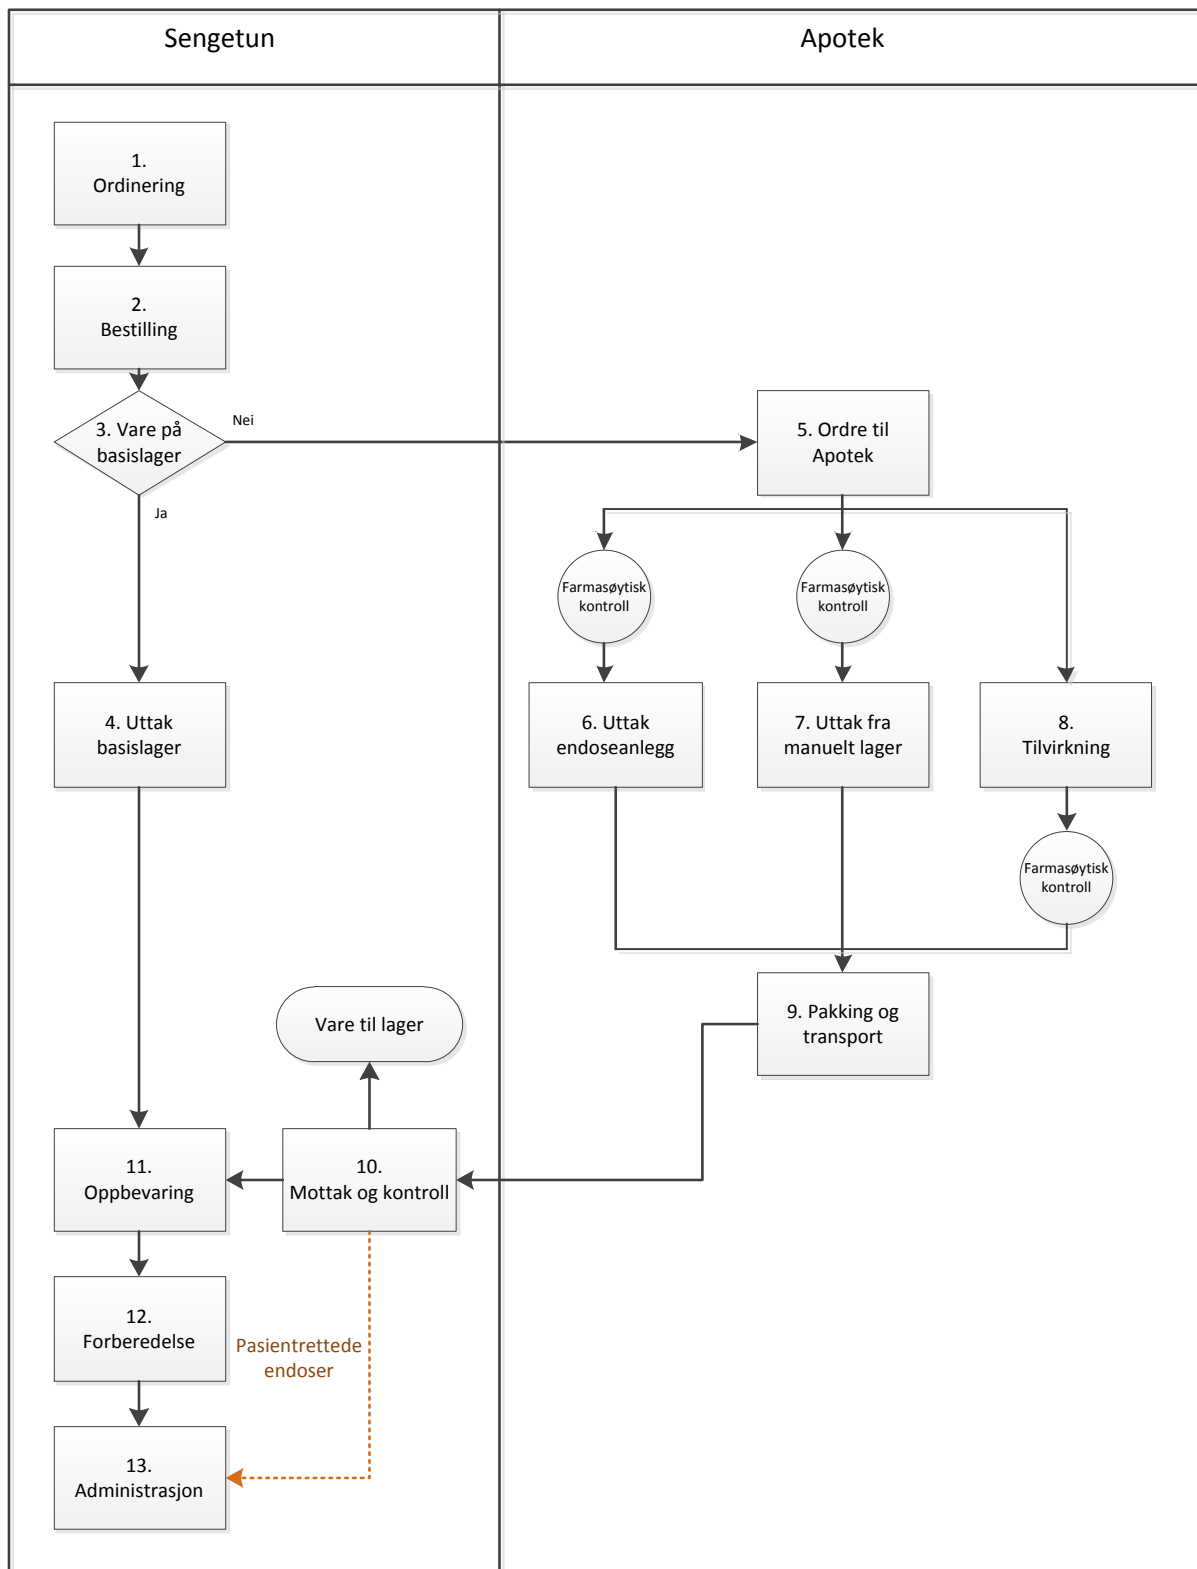 Sengetun
Apotek
1.
Ordinering
2.
Bestilling
3. Vare på
basislager
Nei
Ja
5. Ordre til
Apotek
Farmasøytisk
kontroll
Farmasøytisk
kontroll
4. Uttak
basislager
6. Uttak
endoseanlegg
7. Uttak fra
manuelt lager
8.
Tilvirkning
Farmasøytisk
kontroll
9. Pakking og
transport
Vare til lager
10.
Mottak og kontroll
11.
Oppbevaring
12.
Forberedelse
Pasientrettede
endoser
13.
Administrasjon